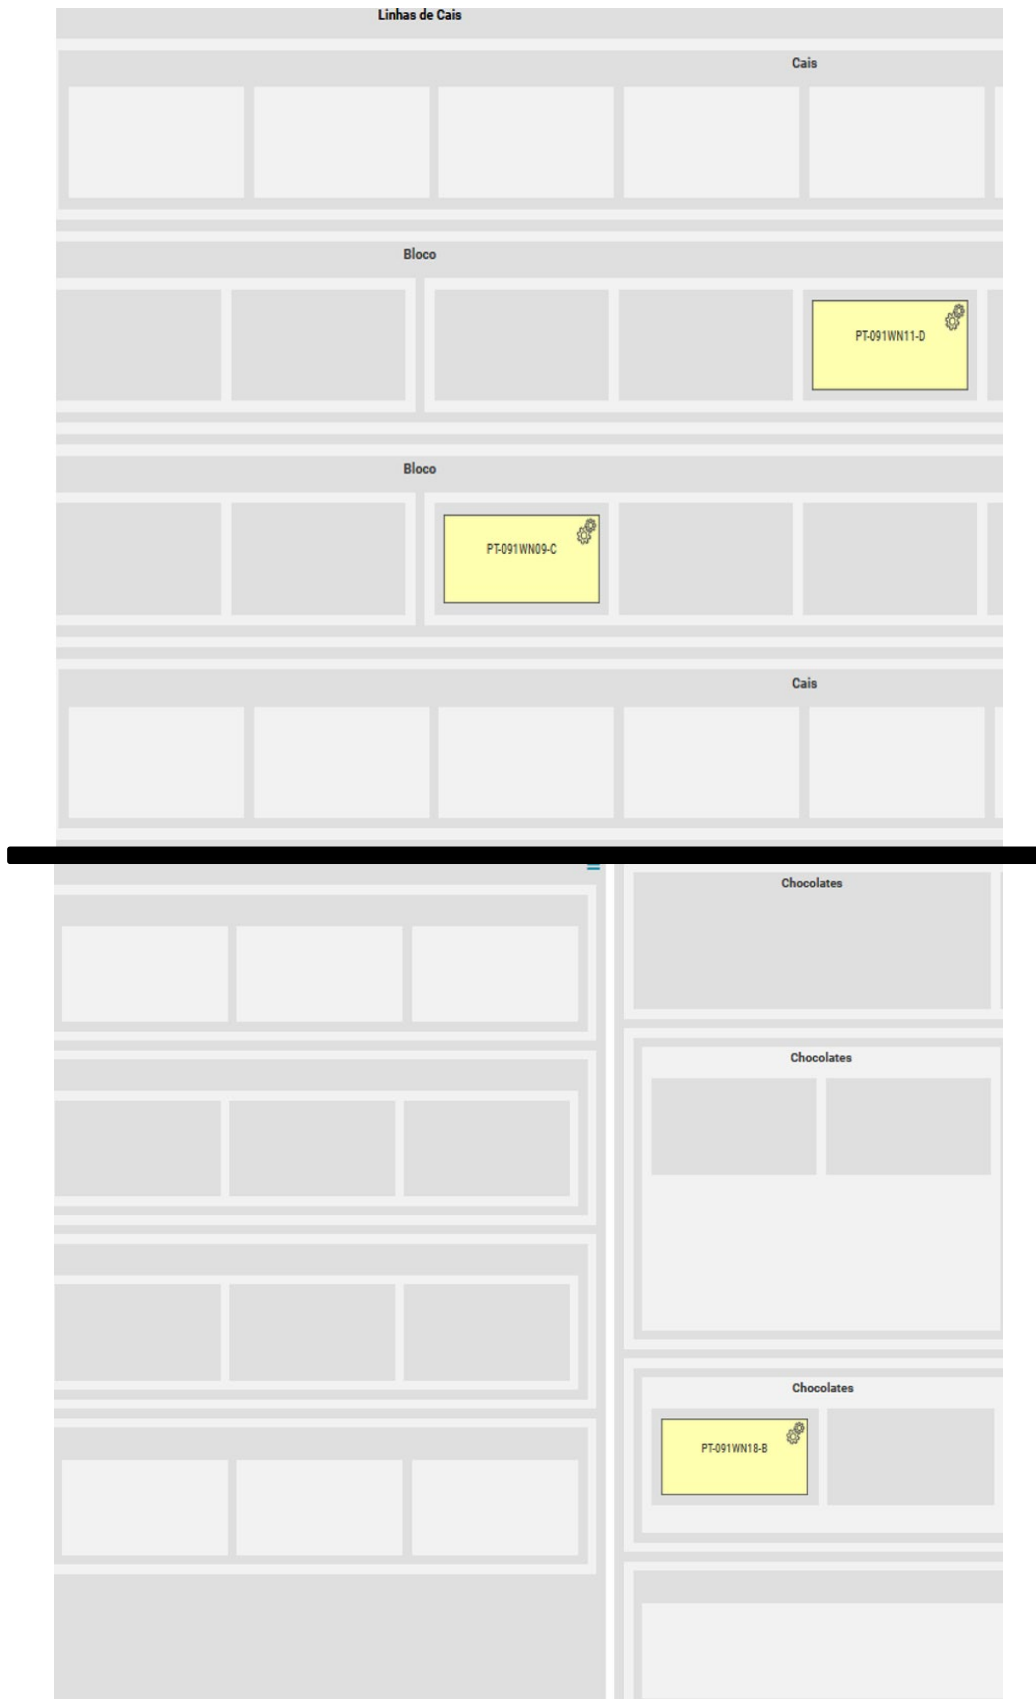 Linhas de Cais
Cais
Bloco
PT-091WN11-D
Bloco
PT-091WN09-C
Cais
Chocolates
Chocolates
Chocolates
PT-091WN18-B